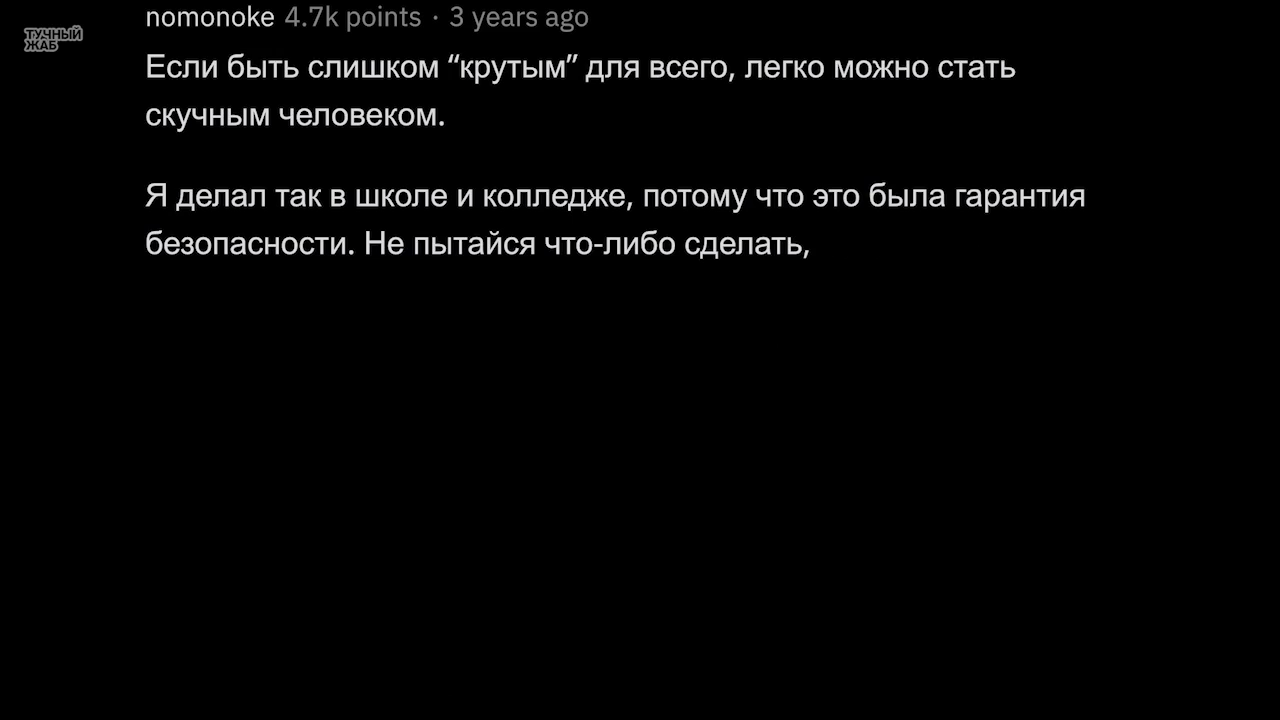 nomonoke 4.7k points · 3 years ago
ТУЧНЫЙ
ЖАБ
Если быть слишком “крутым” для всего, легко можно стать
скучным человеком.
Я делал так в школе и колледже, потому что это была гарантия
безопасности. Не пытайся что-либо сделать,